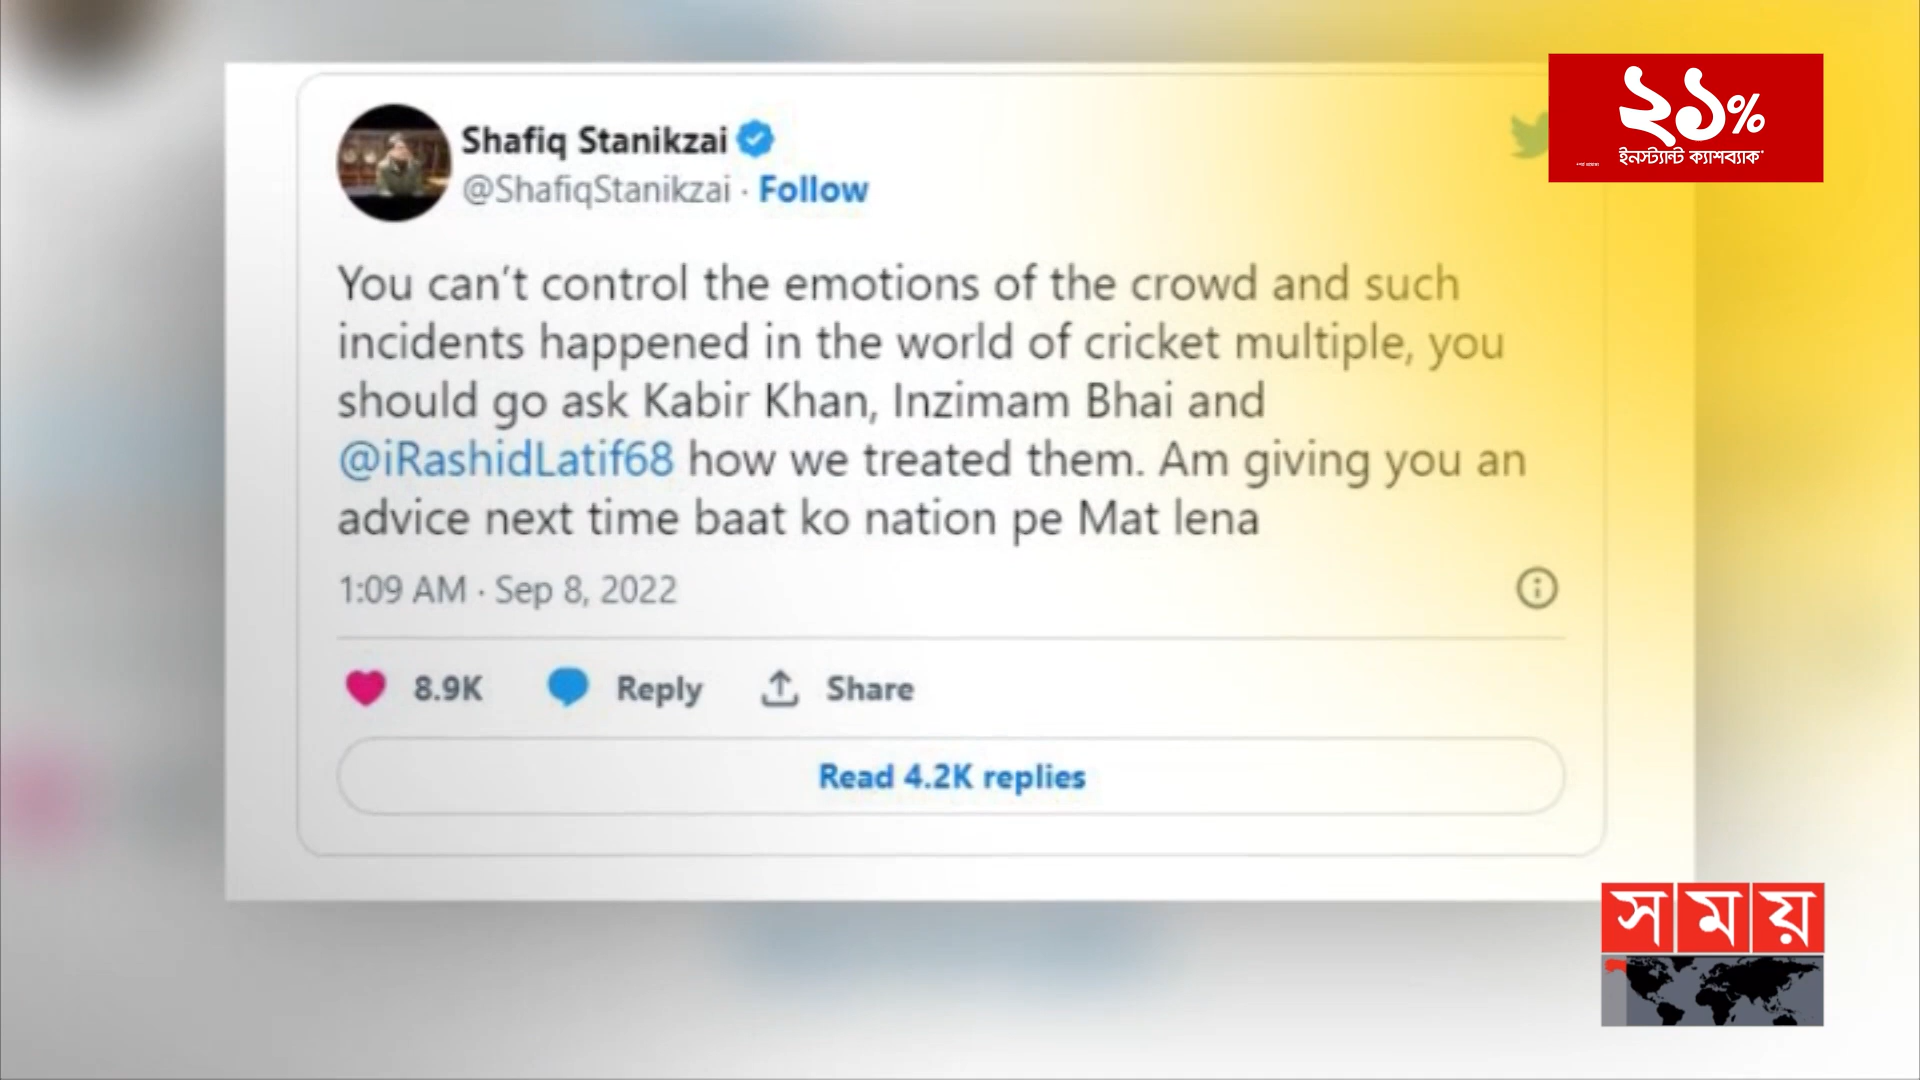 Shafiq Stanikzai
@ShafiqStanikzai · Follow
You can't control the emotions of the crowd and such
incidents happened in the world of cricket multiple, you
should go ask Kabir Khan, Inzimam Bhai and
@iRashidLatif68 how we treated them. Am giving you an
advice next time baat ko nation pe Mat lena
1:09 AM · Sep 8, 2022
8.9K Reply Share
Read 4.2K replies
২১%
ইনস্ট্যান্ট ক্যাশব্যাক*
সময়